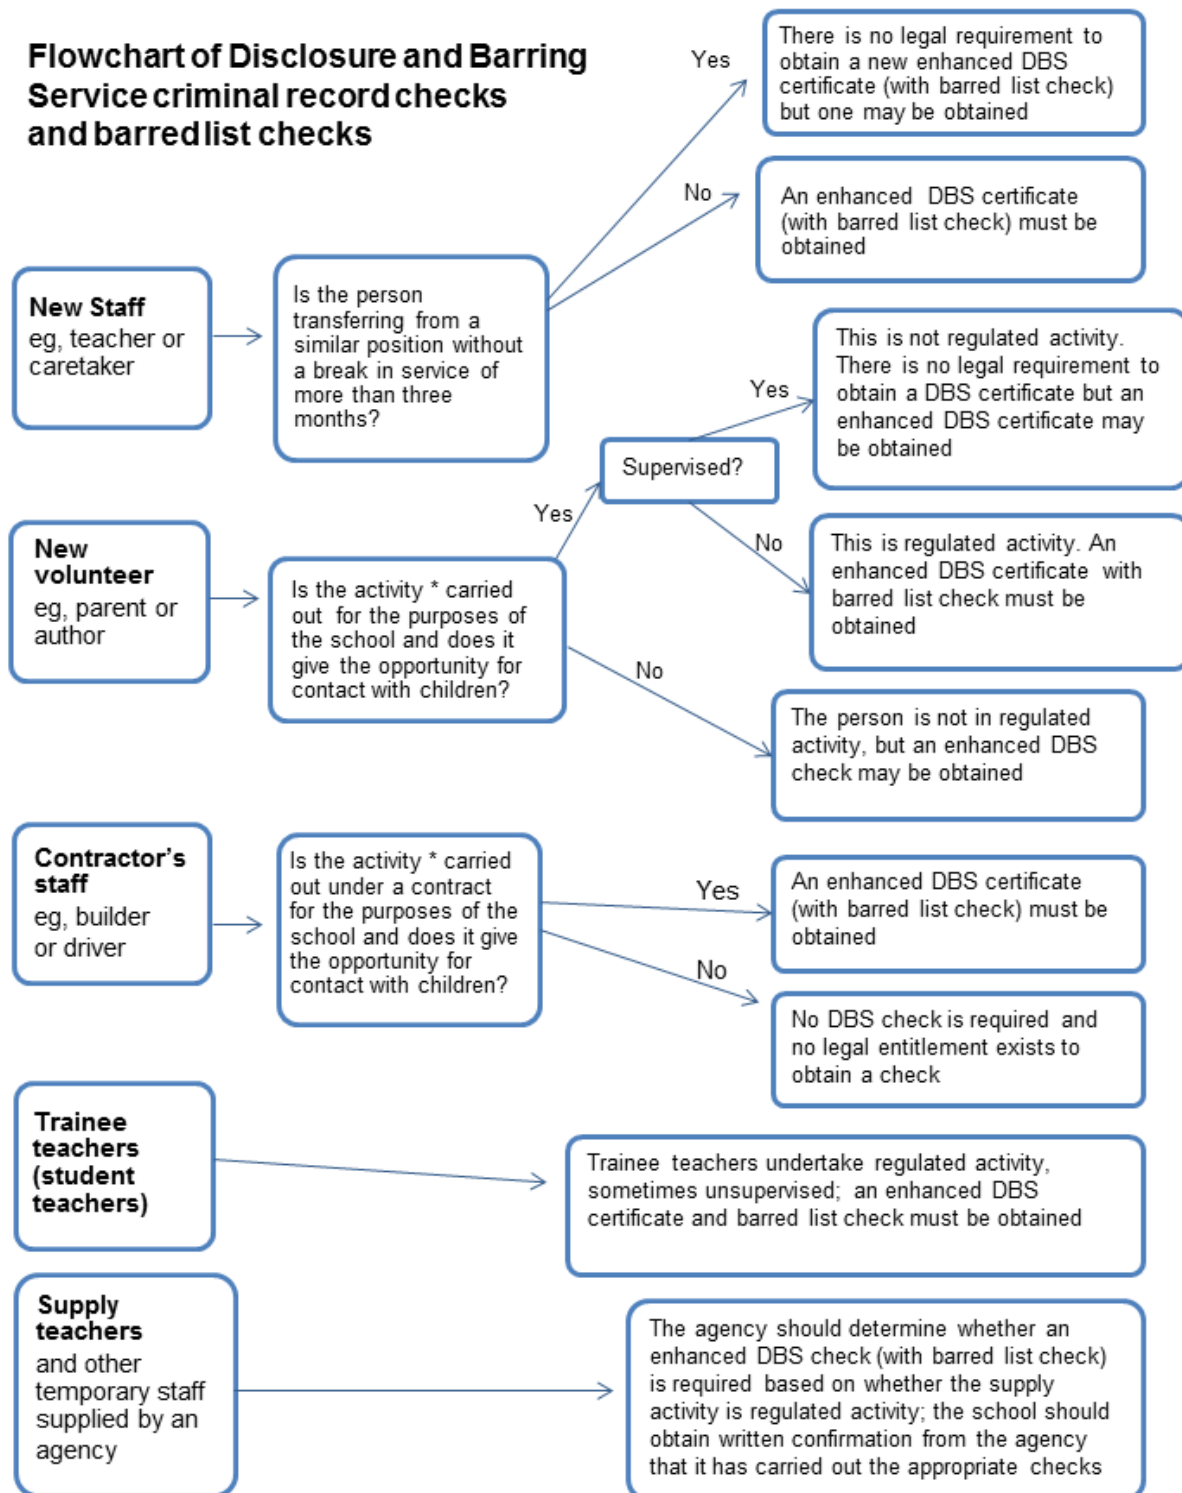 Flowchart of Disclosure and Barring
Service criminal record checks
and barred list checks
Yes
There is no legal requirement to
obtain a new enhanced DBS
certificate (with barred list check)
but one may be obtained
No
An enhanced DBS certificate
(with barred list check) must be
obtained
New Staff
eg, teacher or
caretaker
Is the person
transferring from a
similar position without
a break in service of
more than three
months?
This is not regulated activity.
There is no legal requirement to
obtain a DBS certificate but an
enhanced DBS certificate may
be obtained
Yes
Supervised?
Yes
No
This is regulated activity. An
enhanced DBS certificate with
barred list check must be
obtained
New
volunteer
eg, parent or
author
Is the activity * carried
out for the purposes of
the school and does it
give the opportunity for
contact with children?
No
The person is not in regulated
activity, but an enhanced DBS
check may be obtained
Contractor's
staff
eg, builder
or driver
Is the activity * carried
out under a contract
for the purposes of the
school and does it give
the opportunity for
contact with children?
Yes
An enhanced DBS certificate
(with barred list check) must be
obtained
No
No DBS check is required and
no legal entitlement exists to
obtain a check
Trainee
teachers
(student
teachers)
Trainee teachers undertake regulated activity,
sometimes unsupervised; an enhanced DBS
certificate and barred list check must be obtained
Supply
teachers
and other
temporary staff
supplied by an
agency
The agency should determine whether an
enhanced DBS check (with barred list check)
is required based on whether the supply
activity is regulated activity; the school should
obtain written confirmation from the agency
that it has carried out the appropriate checks